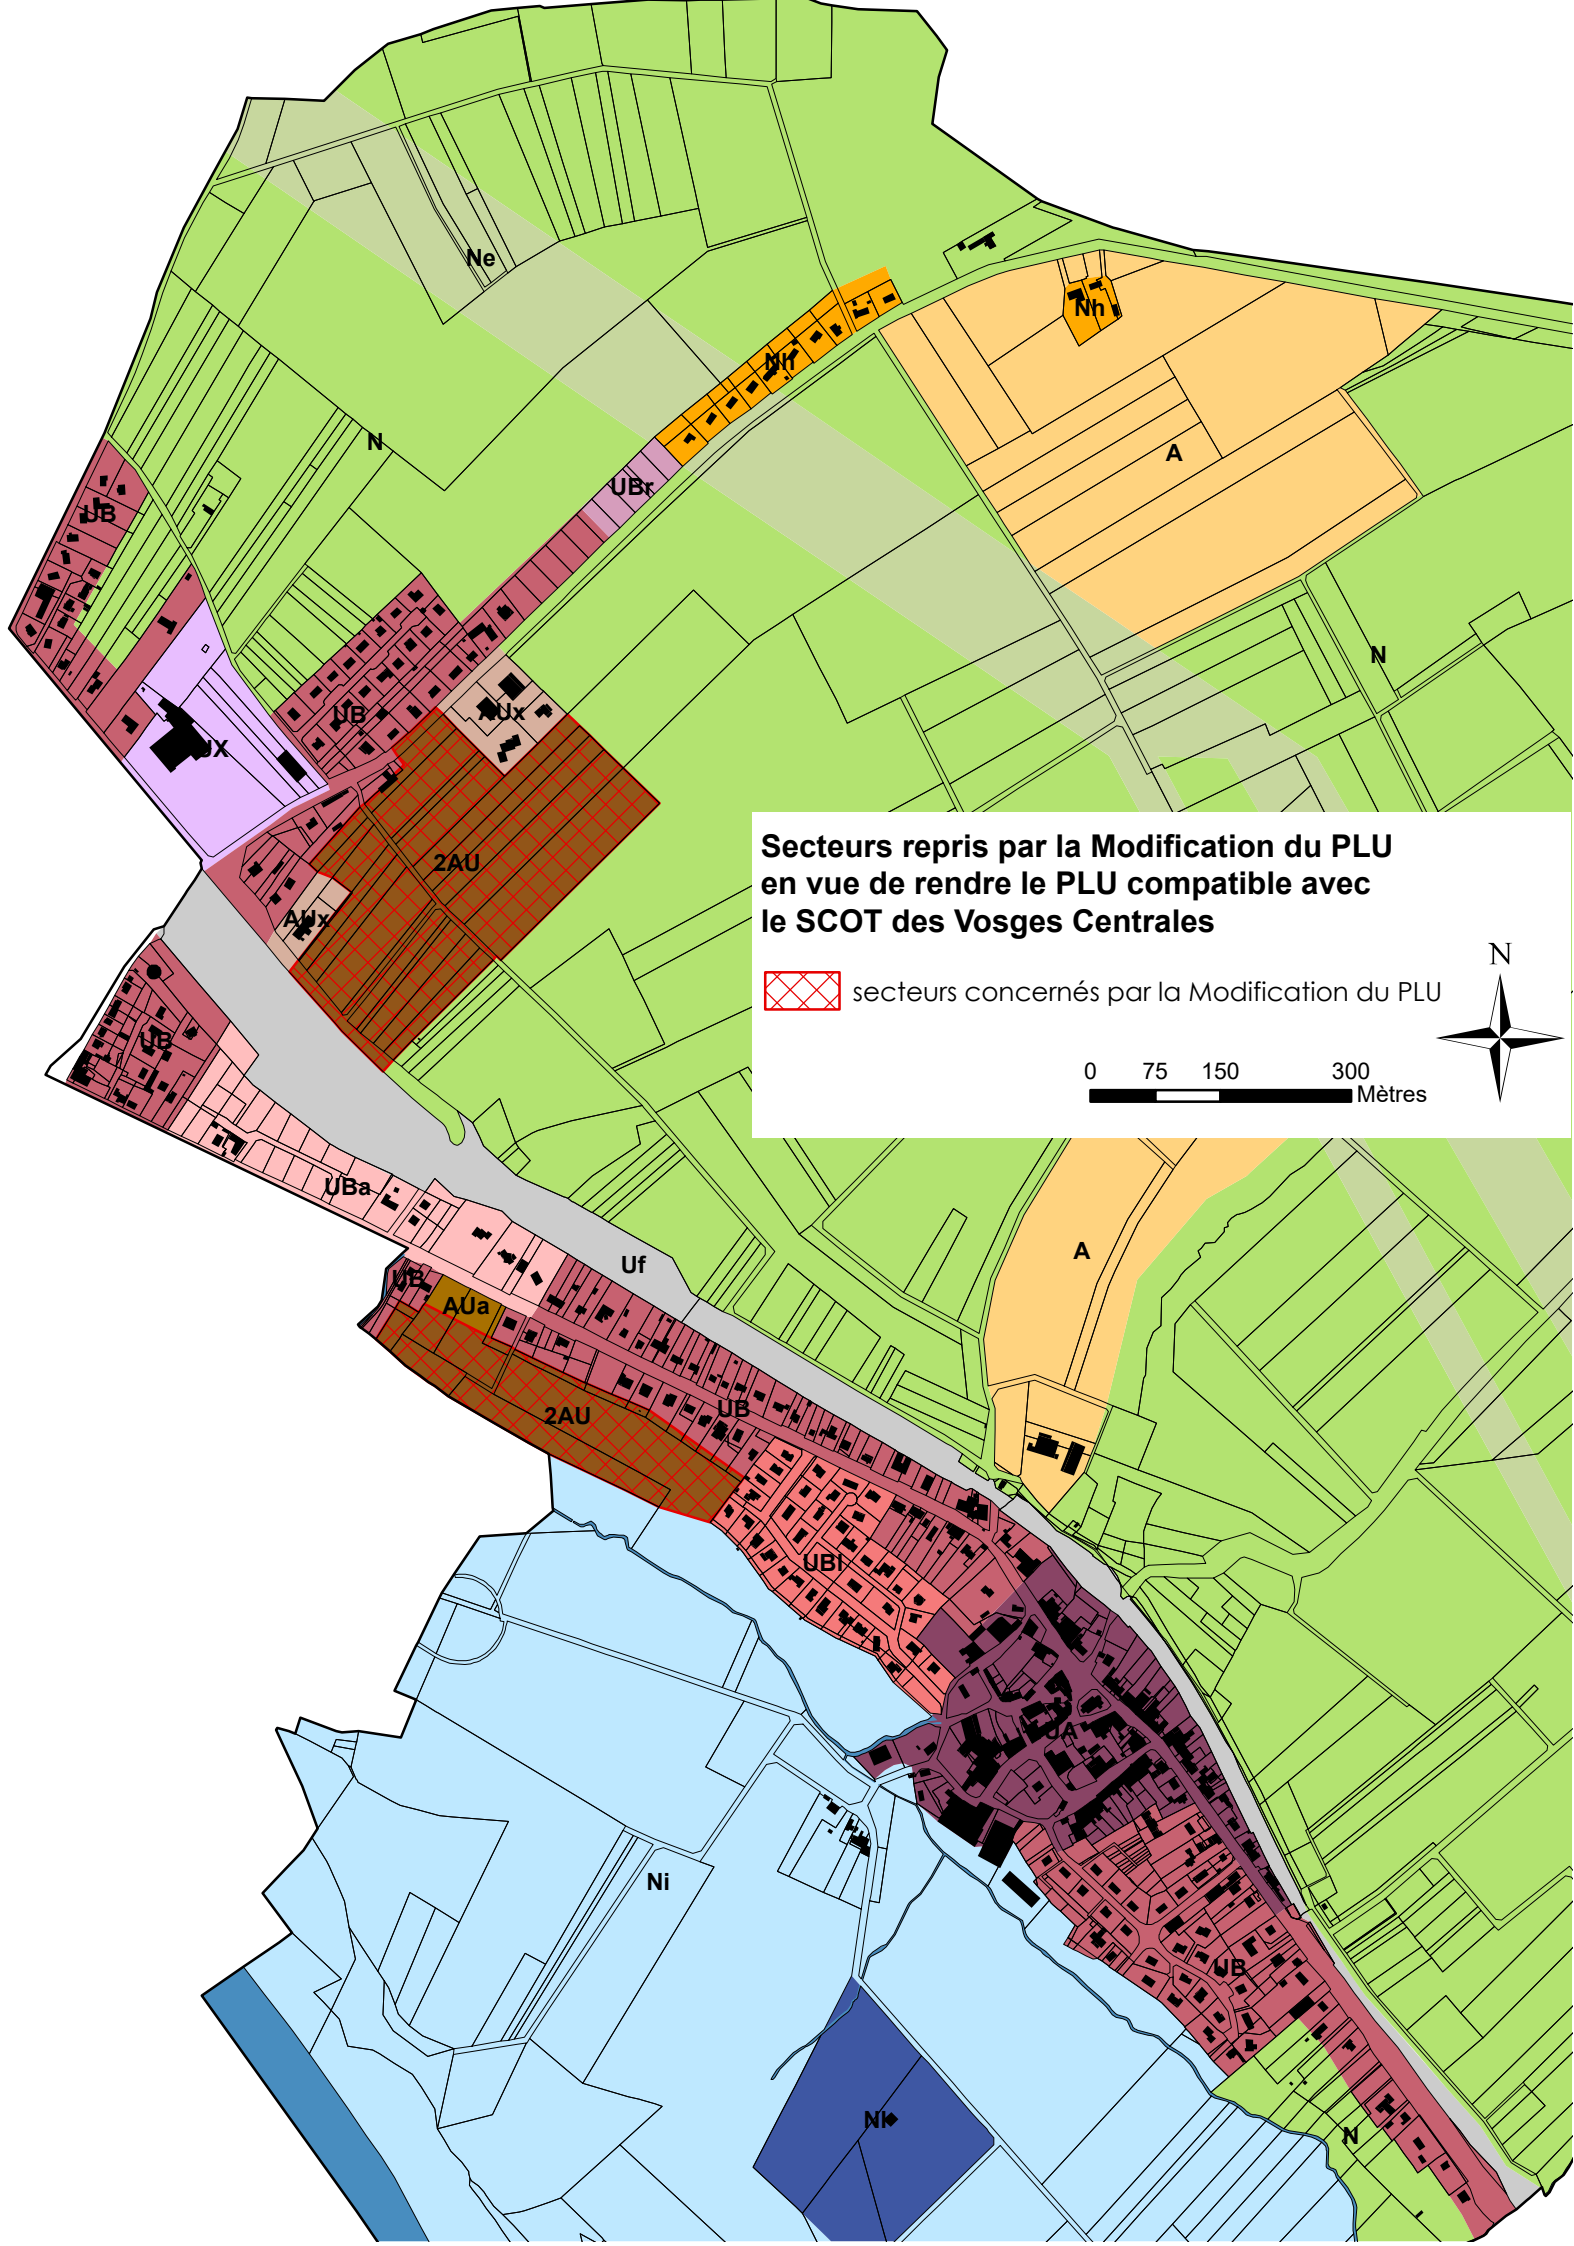 Ne
Nh
Nh
N
A
UBr
UB
N
UB
AUx
UX
2AU
Secteurs repris par la Modification du PLU
en vue de rendre le PLU compatible avec
le SCOT des Vosges Centrales
AUx
N
secteurs concernés par la Modification du PLU
UB
0 75 150 300
Mètres
UBa
A
Uf
UB
AUa
UB
2AU
UBl
UA
Ni
UB
Nl
N